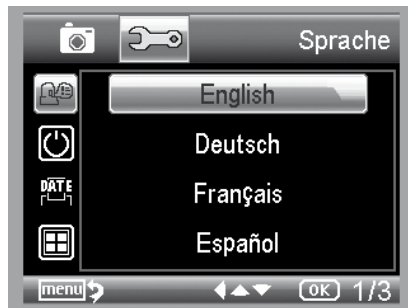 Sprache
English
Deutsch
DATE
Français
Español
menu OK 1/3